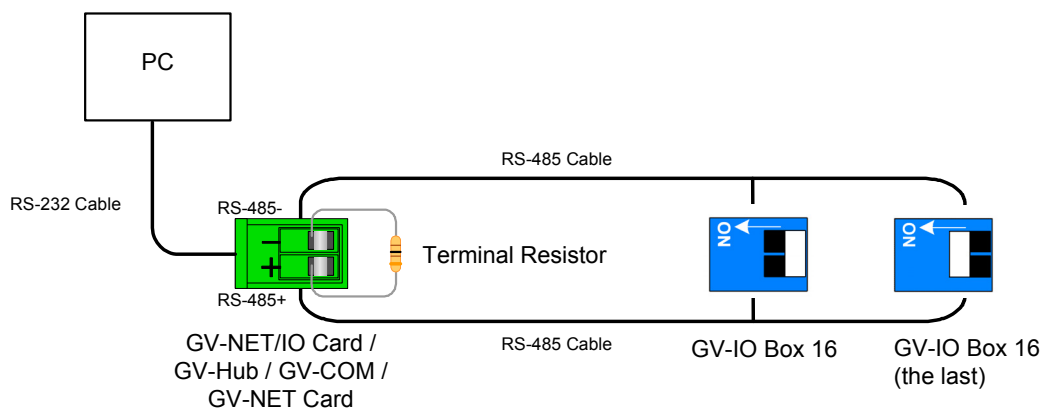 PC
RS-485 Cable
RS-232 Cable
RS-485-
−
+
Terminal Resistor
RS-485+
ON
ON
RS-485 Cable
GV-NET/IO Card /
GV-Hub / GV-COM /
GV-NET Card
GV-IO Box 16
GV-IO Box 16
(the last)